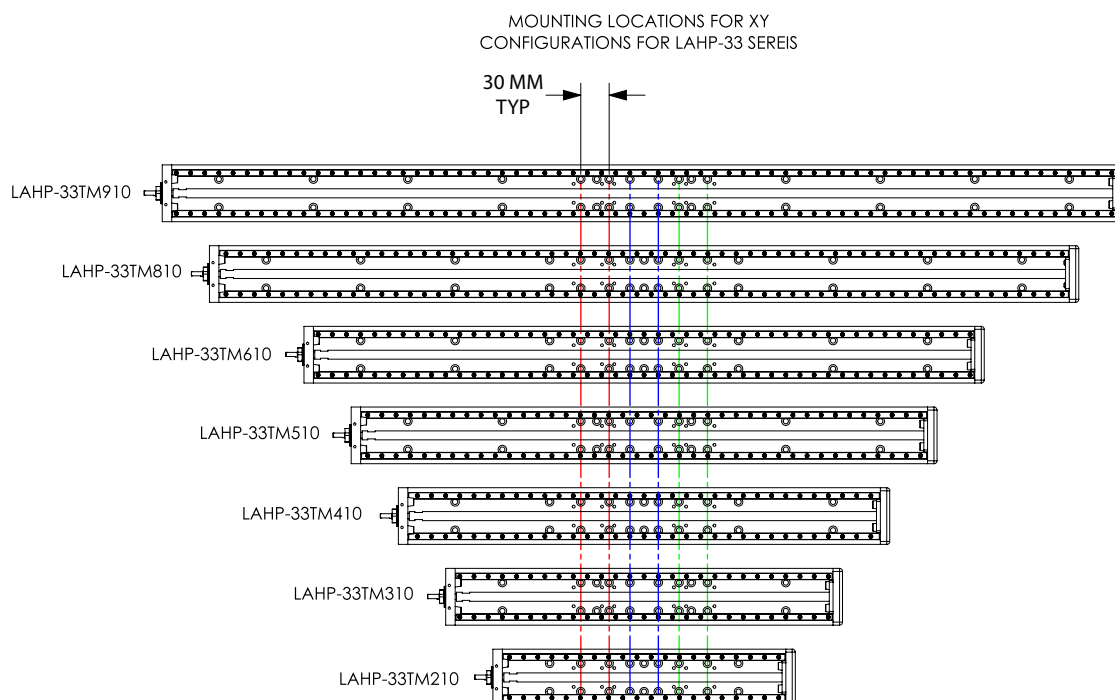 MOUNTING LOCATIONS FOR XY
CONFIGURATIONS FOR LAHP-33 SEREIS
30 MM
TYP
LAHP-33TM910
LAHP-33TM810
LAHP-33TM610
LAHP-33TM510
LAHP-33TM410
LAHP-33TM310
LAHP-33TM210